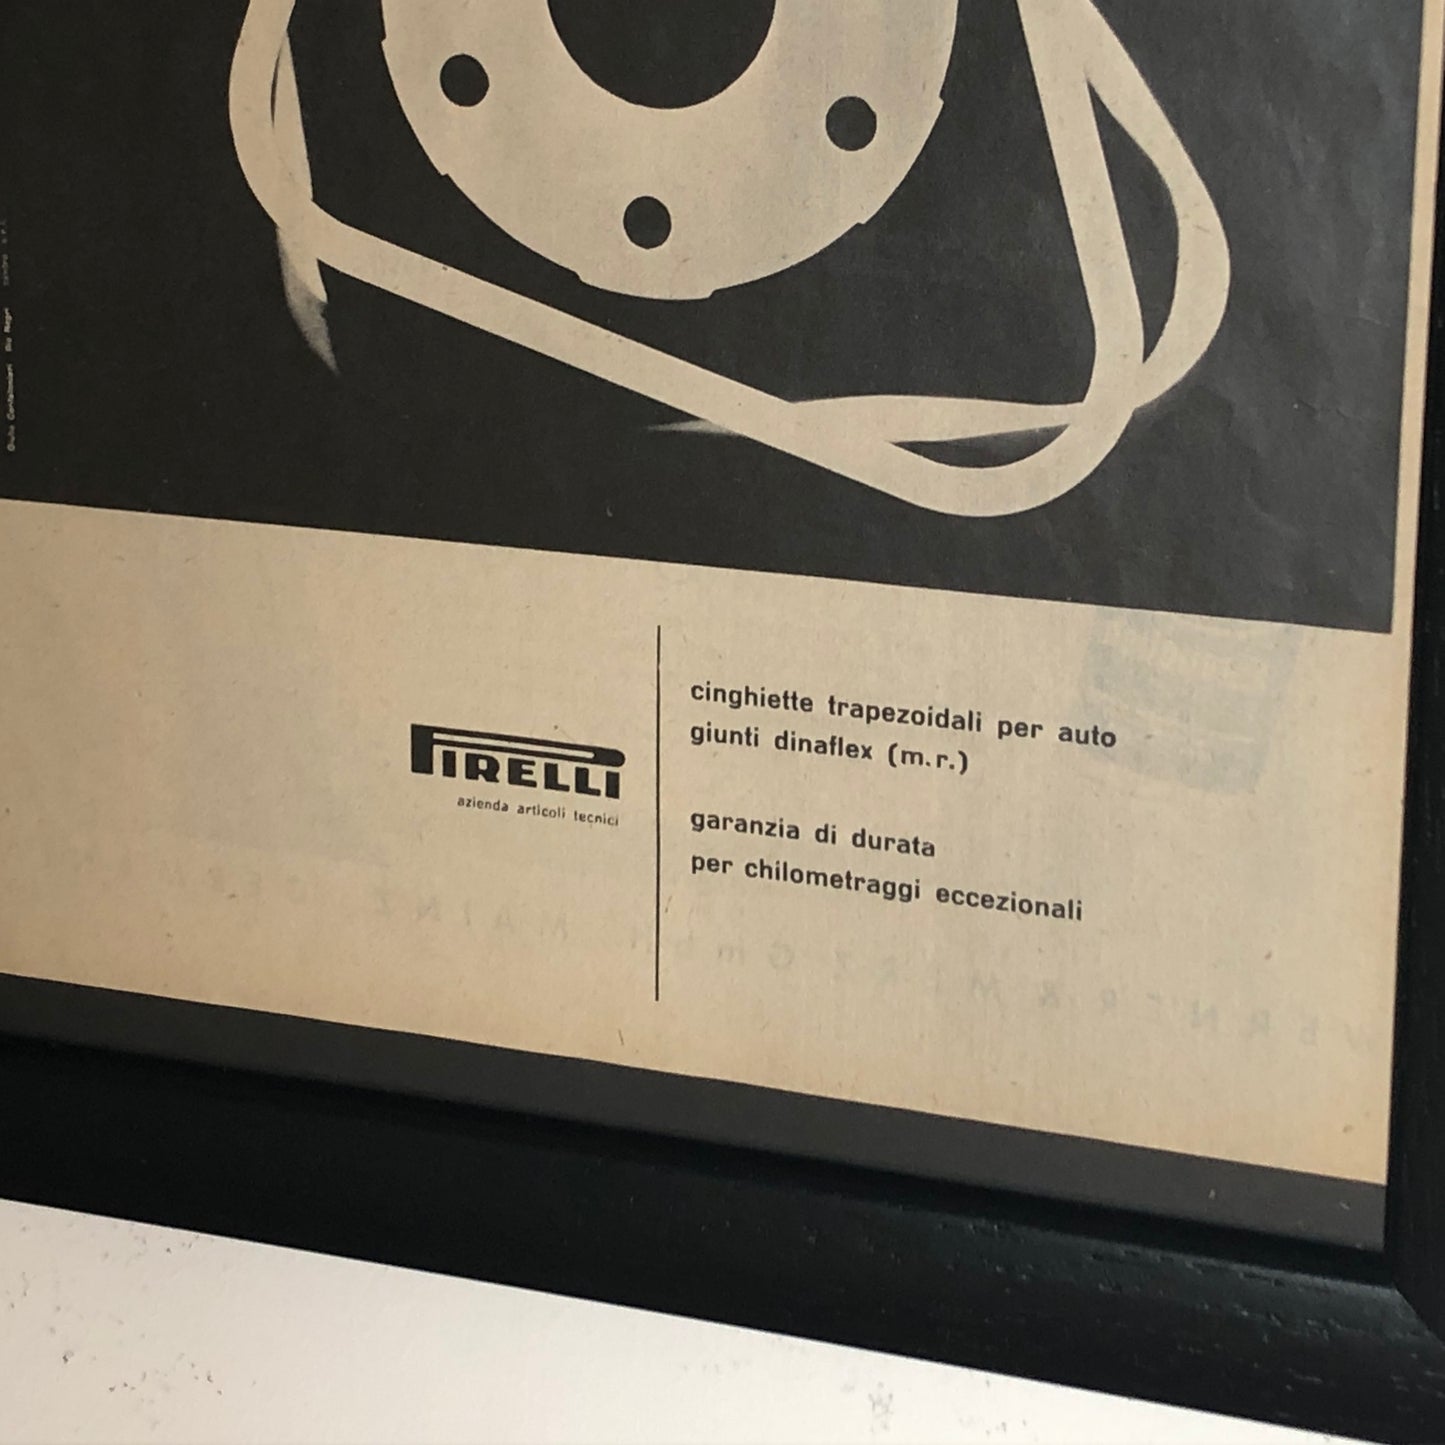 PIRELLI
azienda articoli tecnici
cinghiette trapezoidali per auto
giunti dinaflex (m.r.)
garanzia di durata
per chilometraggi eccezionali